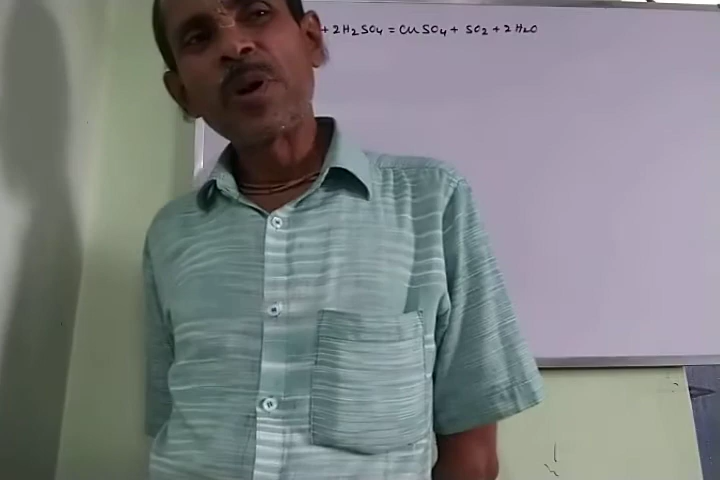 + 2H₂SO₄ = CuSO₄ + SO₂ + 2H₂O